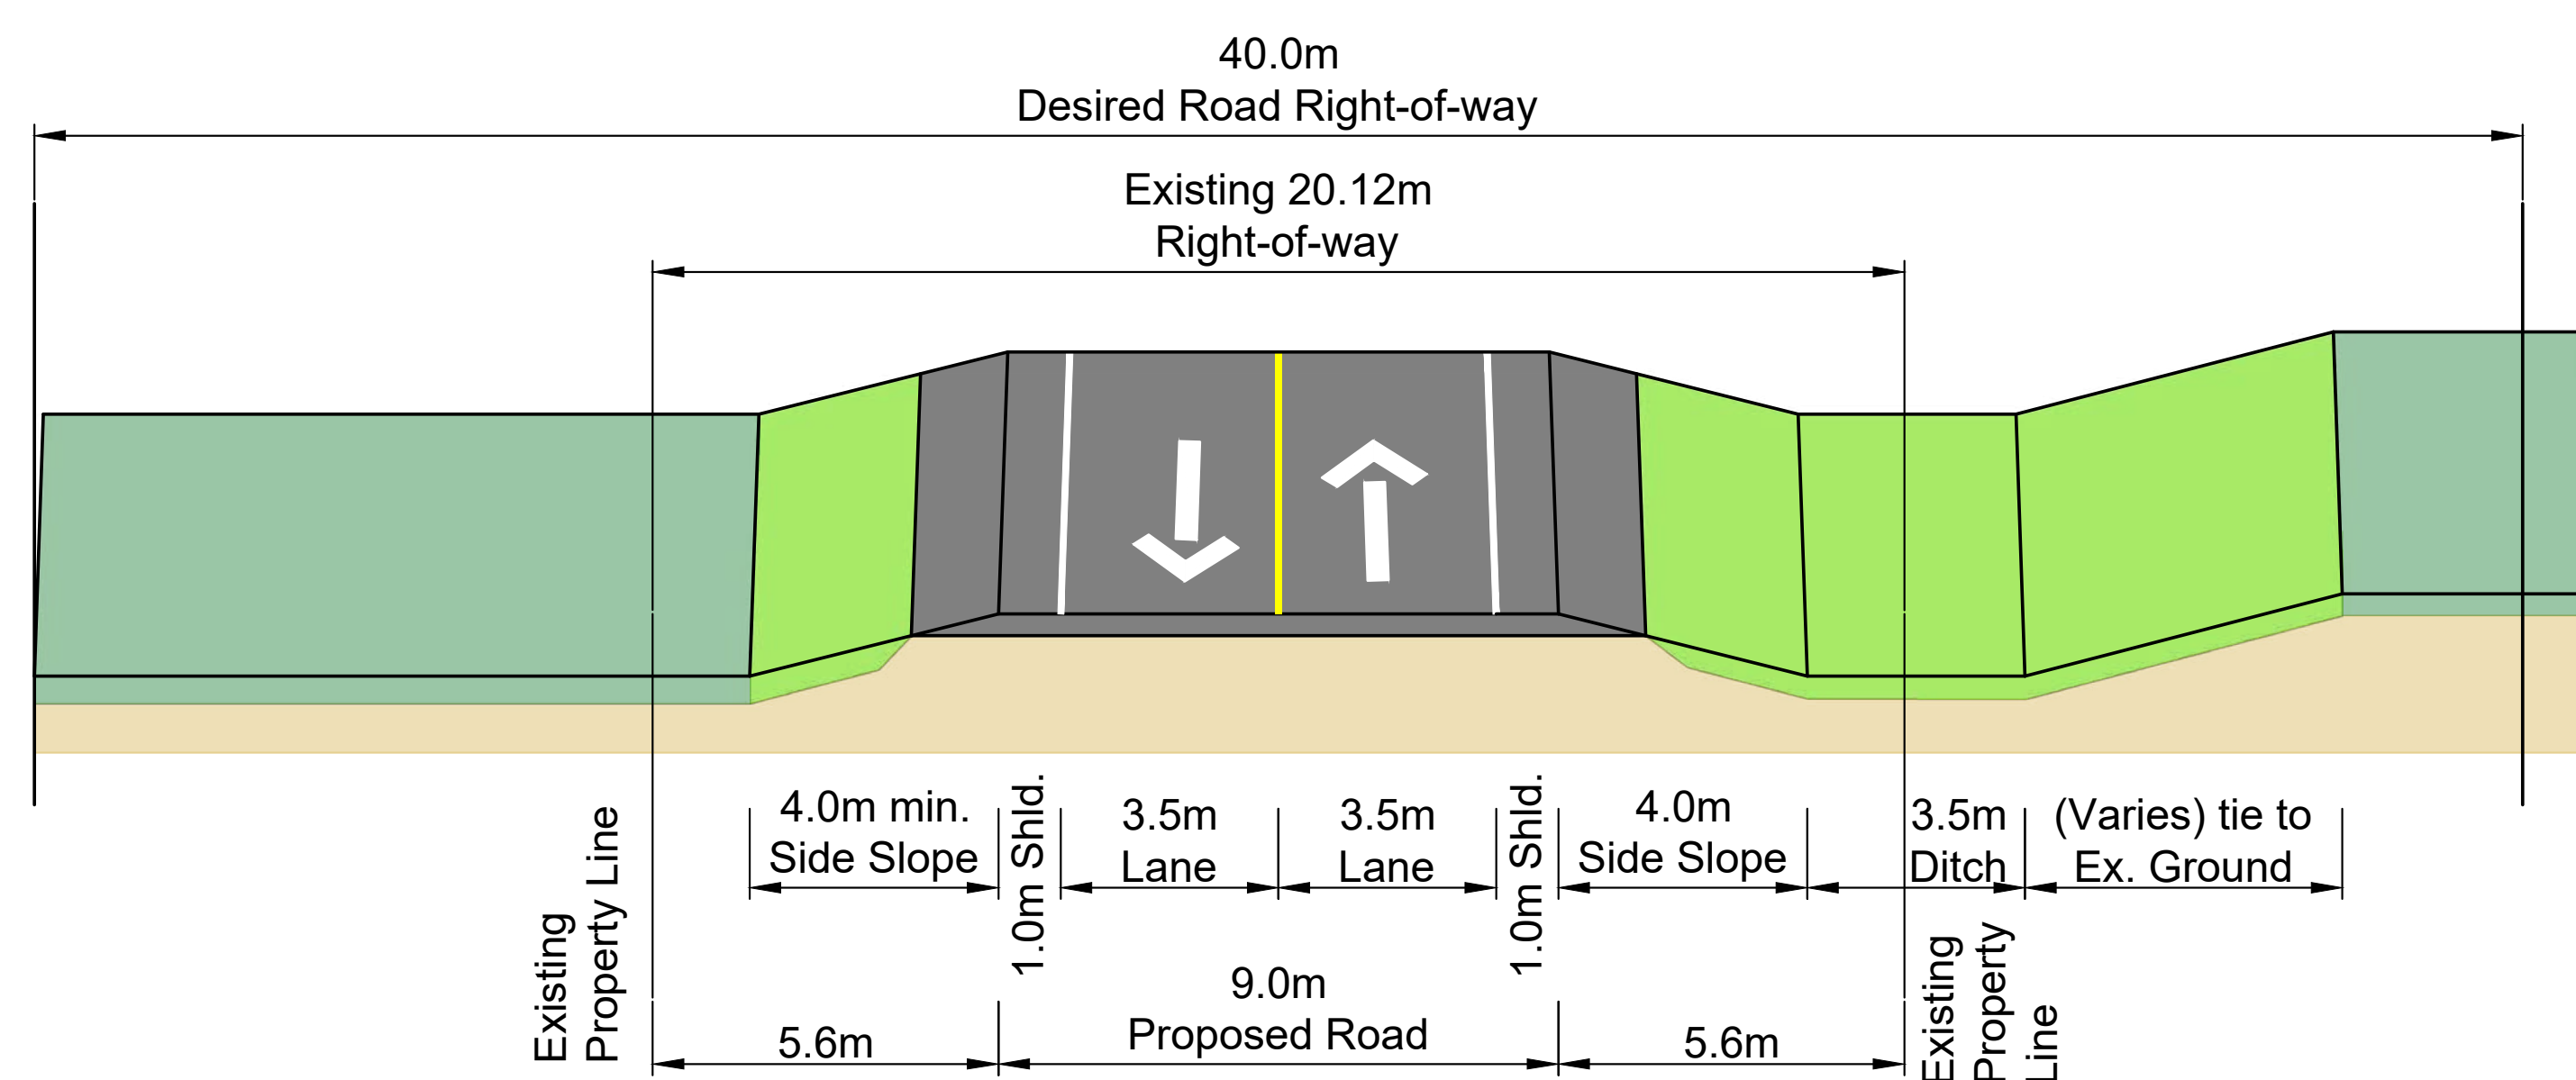 40.0m
Desired Road Right-of-way
Existing 20.12m
Right-of-way
4.0m min.
Side Slope
1.0m Shld.
3.5m
Lane
3.5m
Lane
1.0m Shld.
4.0m
Side Slope
3.5m
Ditch
(Varies) tie to
Ex. Ground
Existing
Property Line
5.6m
9.0m
Proposed Road
5.6m
Existing
Property
Line